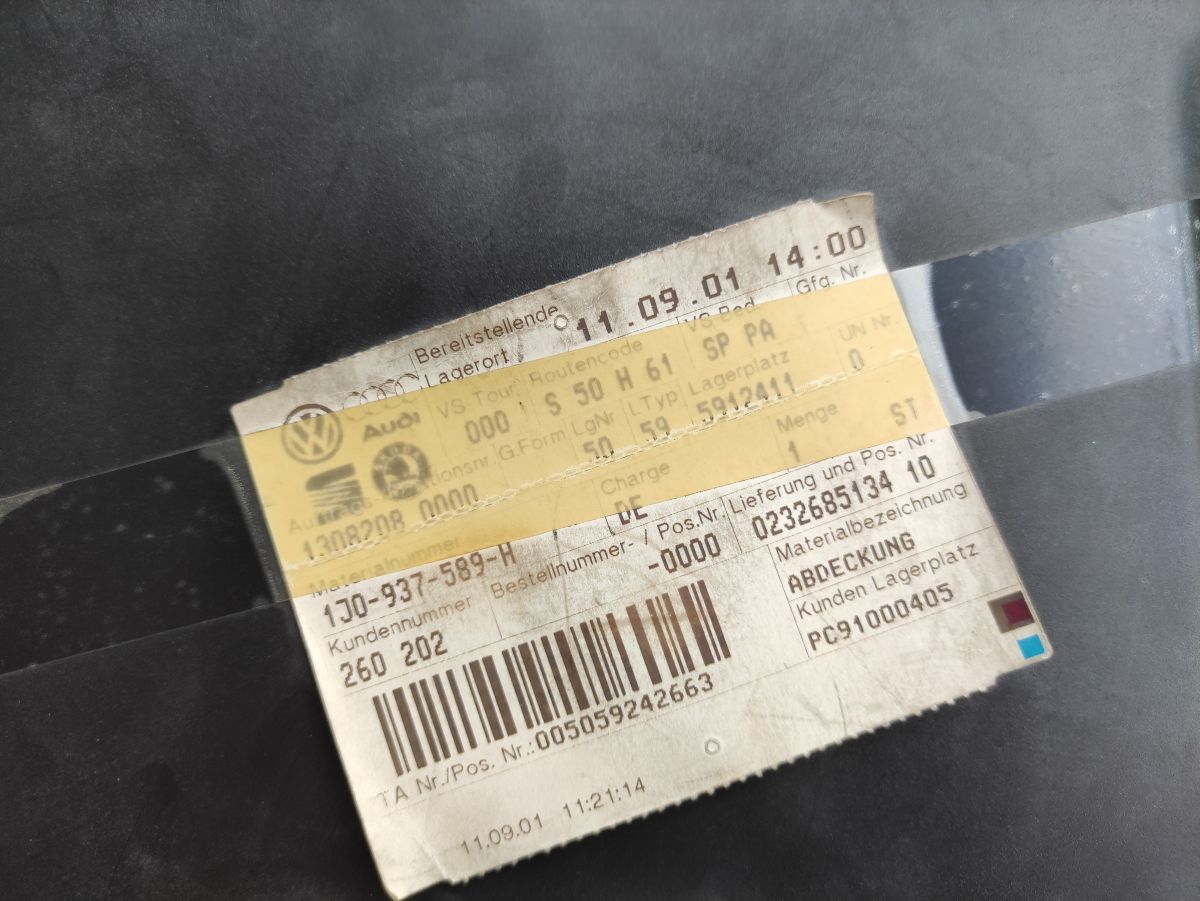 Bereitstellende
Lagerort
11.09.01 14:00
VS Tour Routencode VS Bed. Gfg. Nr.
000 S 50 H 61 SP PA
Audi
G.Form LgNr LTyp Lagerplatz UN Nr.
50 59 5912411 0
1308208 0000 Charge Menge
DE 1 ST
Materialnummer
1J0-937-589-H
Lieferung und Pos. Nr.
0232685134 10
Kundennummer Bestellnummer- / Pos.Nr.
260 202 -0000
Materialbezeichnung
ABDECKUNG
Kunden Lagerplatz
PC91000405
TA Nr./Pos. Nr.:005059242663
11.09.01 11:21:14